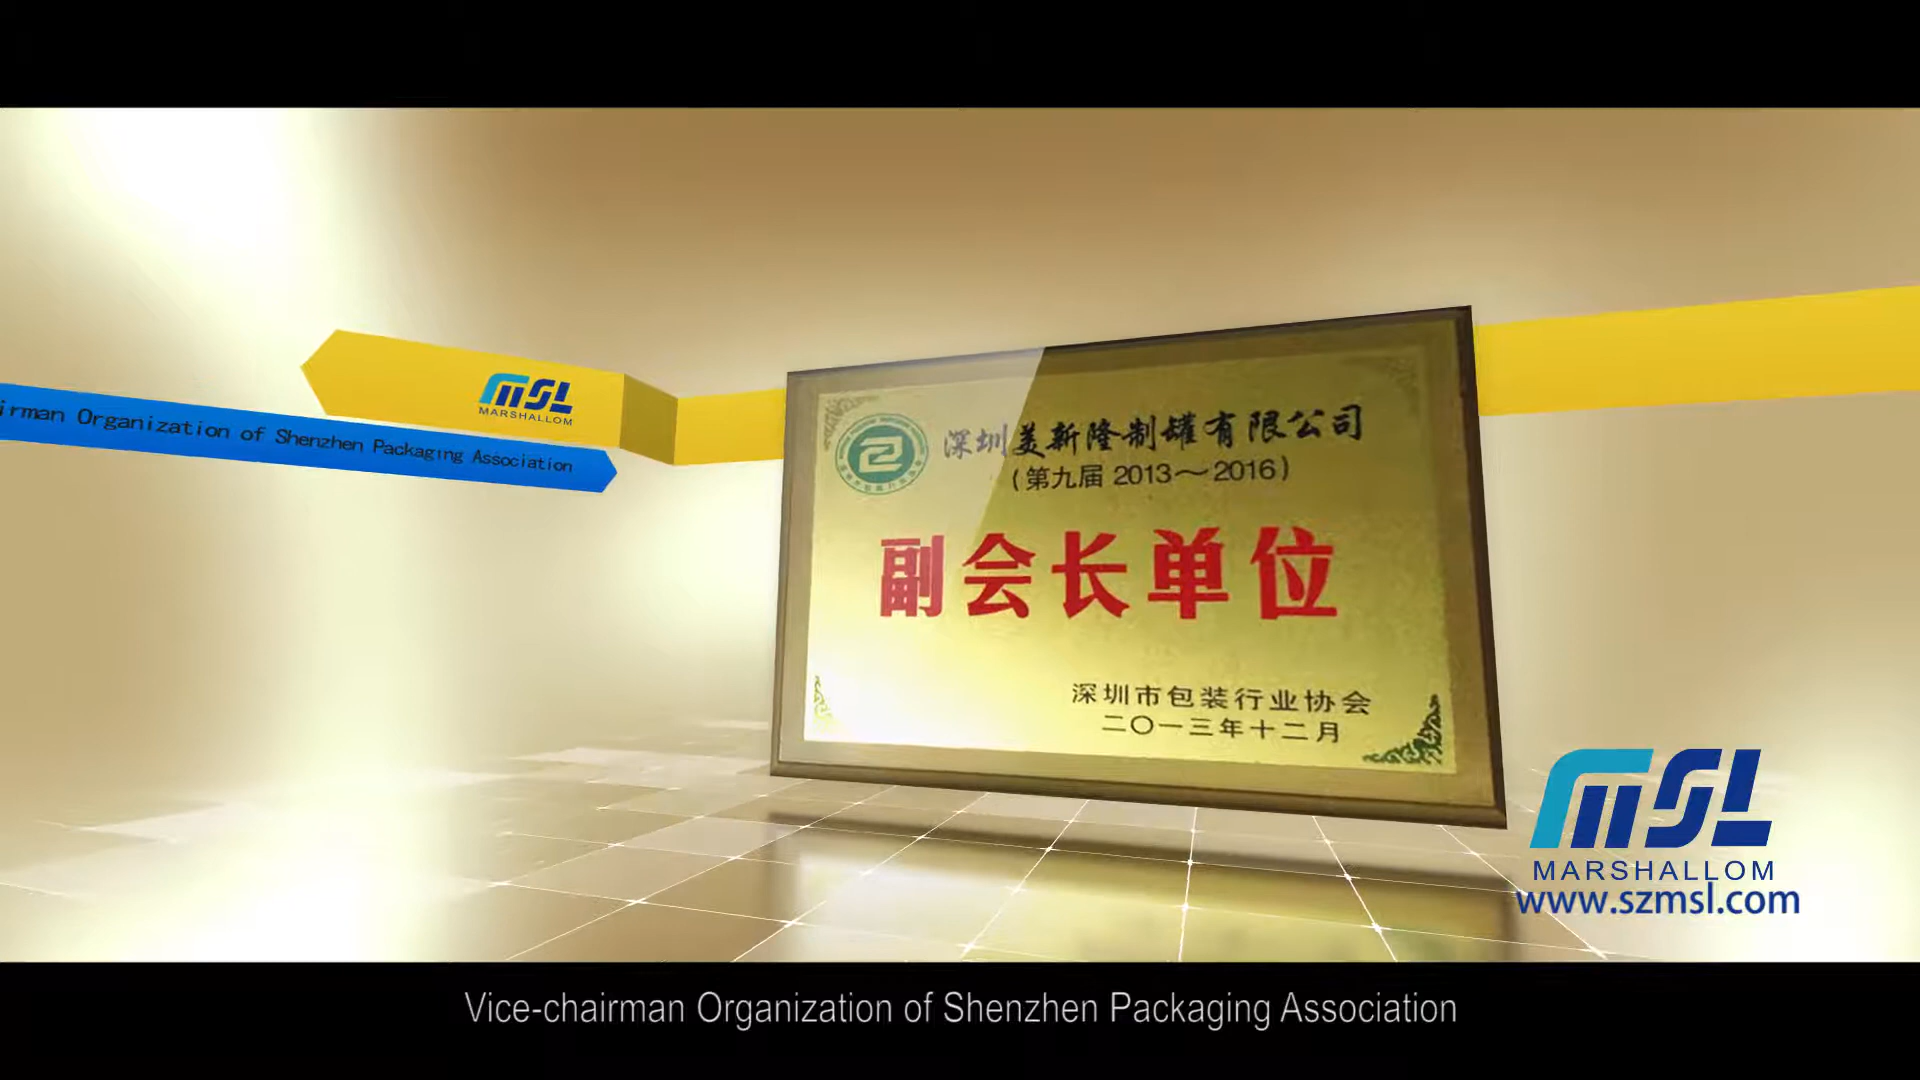 MSL
MARSHALLOM
irman Organization of Shenzhen Packaging Association
深圳美新隆制罐有限公司
(第九届 2013～2016)
副会长单位
深圳市包装行业协会
二〇一三年十二月
MSL
MARSHALLOM
www.szmsl.com
Vice-chairman Organization of Shenzhen Packaging Association